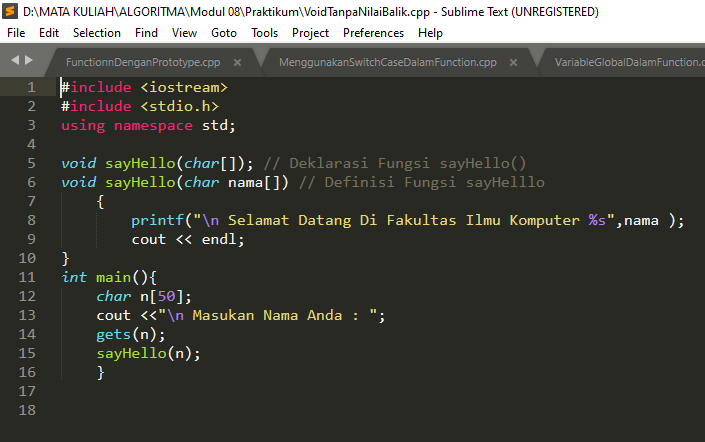 D:\MATA KULIAH\ALGORITMA\Modul 08\Praktikum\VoidTanpaNilaiBalik.cpp - Sublime Text (UNREGISTERED)
File Edit Selection Find View Goto Tools Project Preferences Help
FunctionnDenganPrototype.cpp × MenggunakanSwitchCaseDalamFunction.cpp × VariableGlobalDalamFunction.c
1 #include <iostream>
2 #include <stdio.h>
3 using namespace std;
4
5 void sayHello(char[]); // Deklarasi Fungsi sayHello()
6 void sayHello(char nama[]) // Definisi Fungsi sayHelllo
7 {
8 printf("\n Selamat Datang Di Fakultas Ilmu Komputer %s",nama );
9 cout << endl;
10 }
11 int main(){
12 char n[50];
13 cout <<"\n Masukan Nama Anda : ";
14 gets(n);
15 sayHello(n);
16 }
17
18